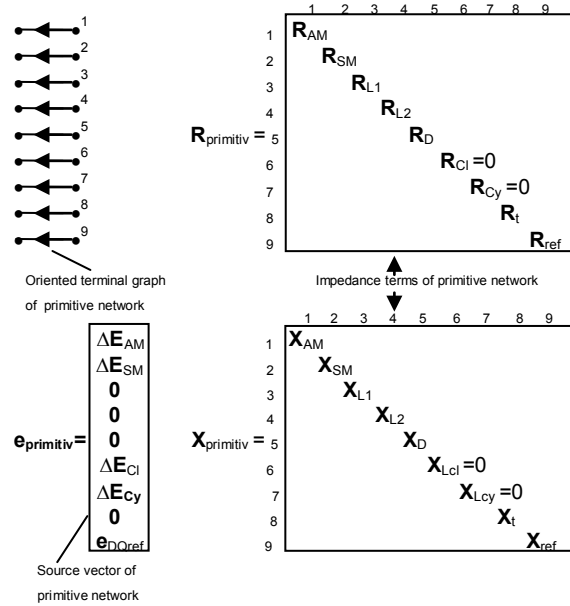 1
2
3
4
5
6
7
8
9
Oriented terminal graph
of primitive network
1 2 3 4 5 6 7 8 9
1 R_AM
2 R_SM
3 R_L1
4 R_L2
R_primitiv = 5 R_D
6 R_Cl =0
7 R_Cy =0
8 R_t
9 R_ref
Impedance terms of primitive network
e_primitiv =
ΔE_AM
ΔE_SM
0
0
0
ΔE_Cl
ΔE_Cy
0
e_DQref
Source vector of
primitive network
1 2 3 4 5 6 7 8 9
1 X_AM
2 X_SM
3 X_L1
4 X_L2
X_primitiv = 5 X_D
6 X_Lcl =0
7 X_Lcy =0
8 X_t
9 X_ref